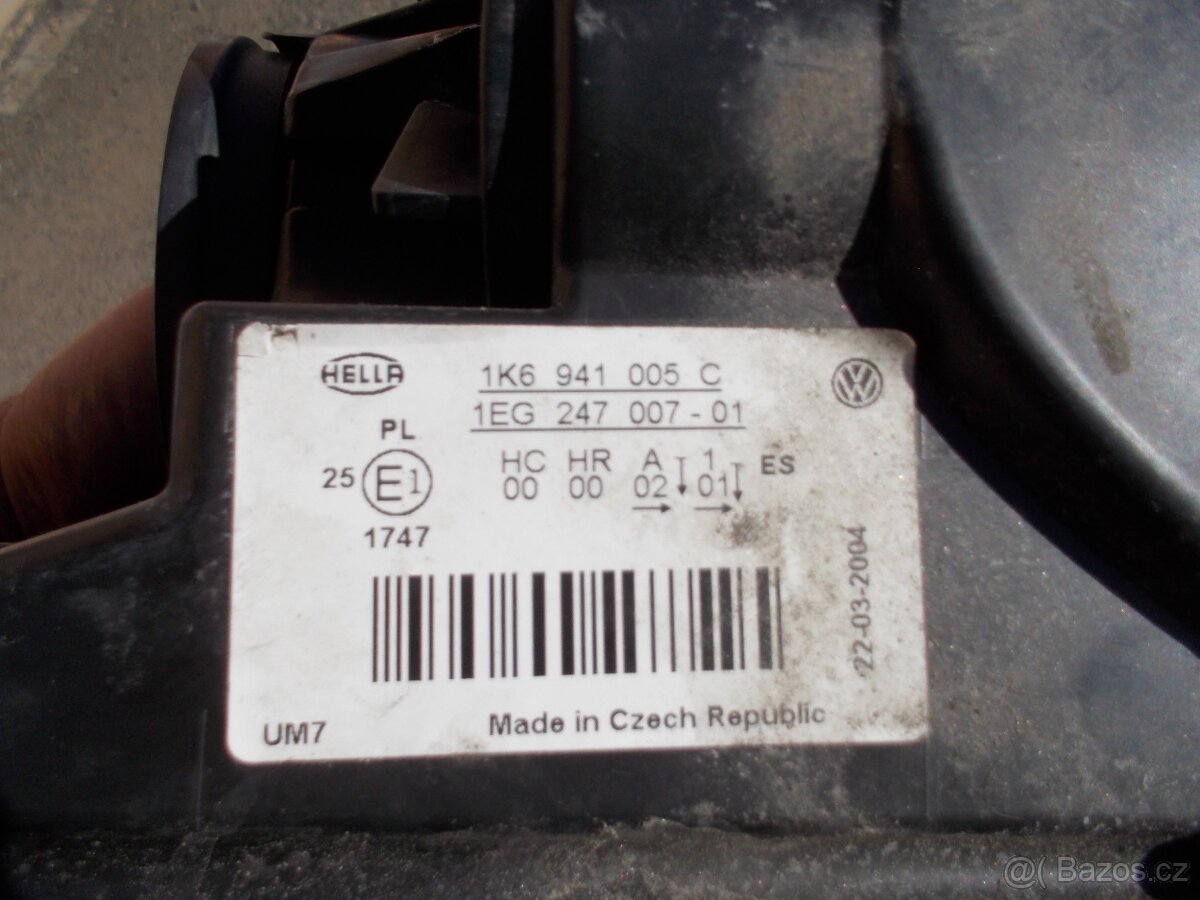 HELLA
1K6 941 005 C
1EG 247 007 - 01
PL
25 E1
1747
HC HR A 1 ES
00 00 02 01
22-03-2004
UM7
Made in Czech Republic
@( Bazos.cz